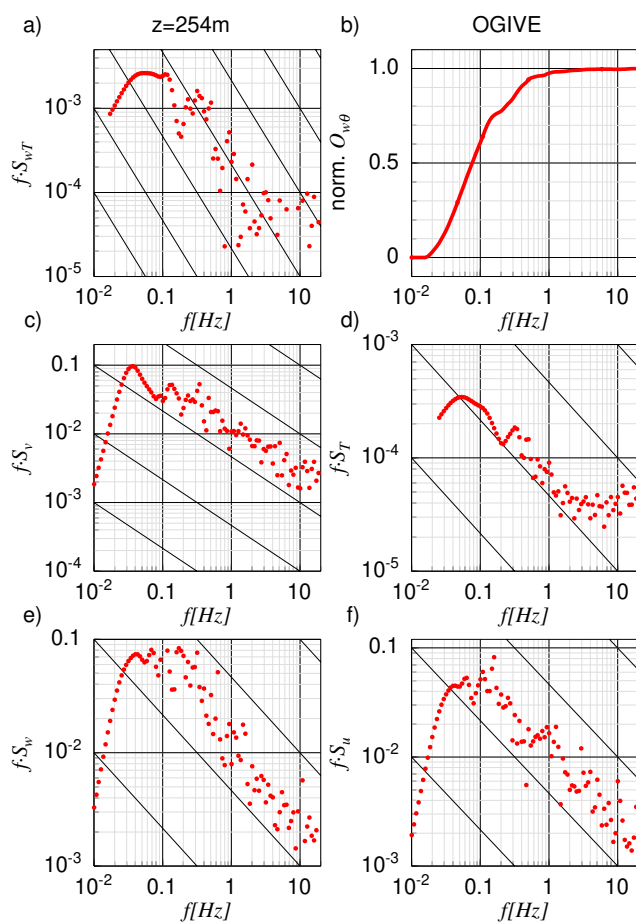 a) z=254m b) OGIVE
10⁻³
10⁻⁴
10⁻⁵
f·S_wT
10⁻² 0.1 1 10
f[Hz]
1.0
0.5
0
norm. O_wθ
10⁻² 0.1 1 10
f[Hz]
c)
0.1
10⁻²
10⁻³
10⁻⁴
f·S_v
10⁻² 0.1 1 10
f[Hz]
d)
10⁻³
10⁻⁴
10⁻⁵
f·S_T
10⁻² 0.1 1 10
f[Hz]
e)
0.1
10⁻²
10⁻³
f·S_w
10⁻² 0.1 1 10
f[Hz]
f)
0.1
10⁻²
10⁻³
f·S_u
10⁻² 0.1 1 10
f[Hz]